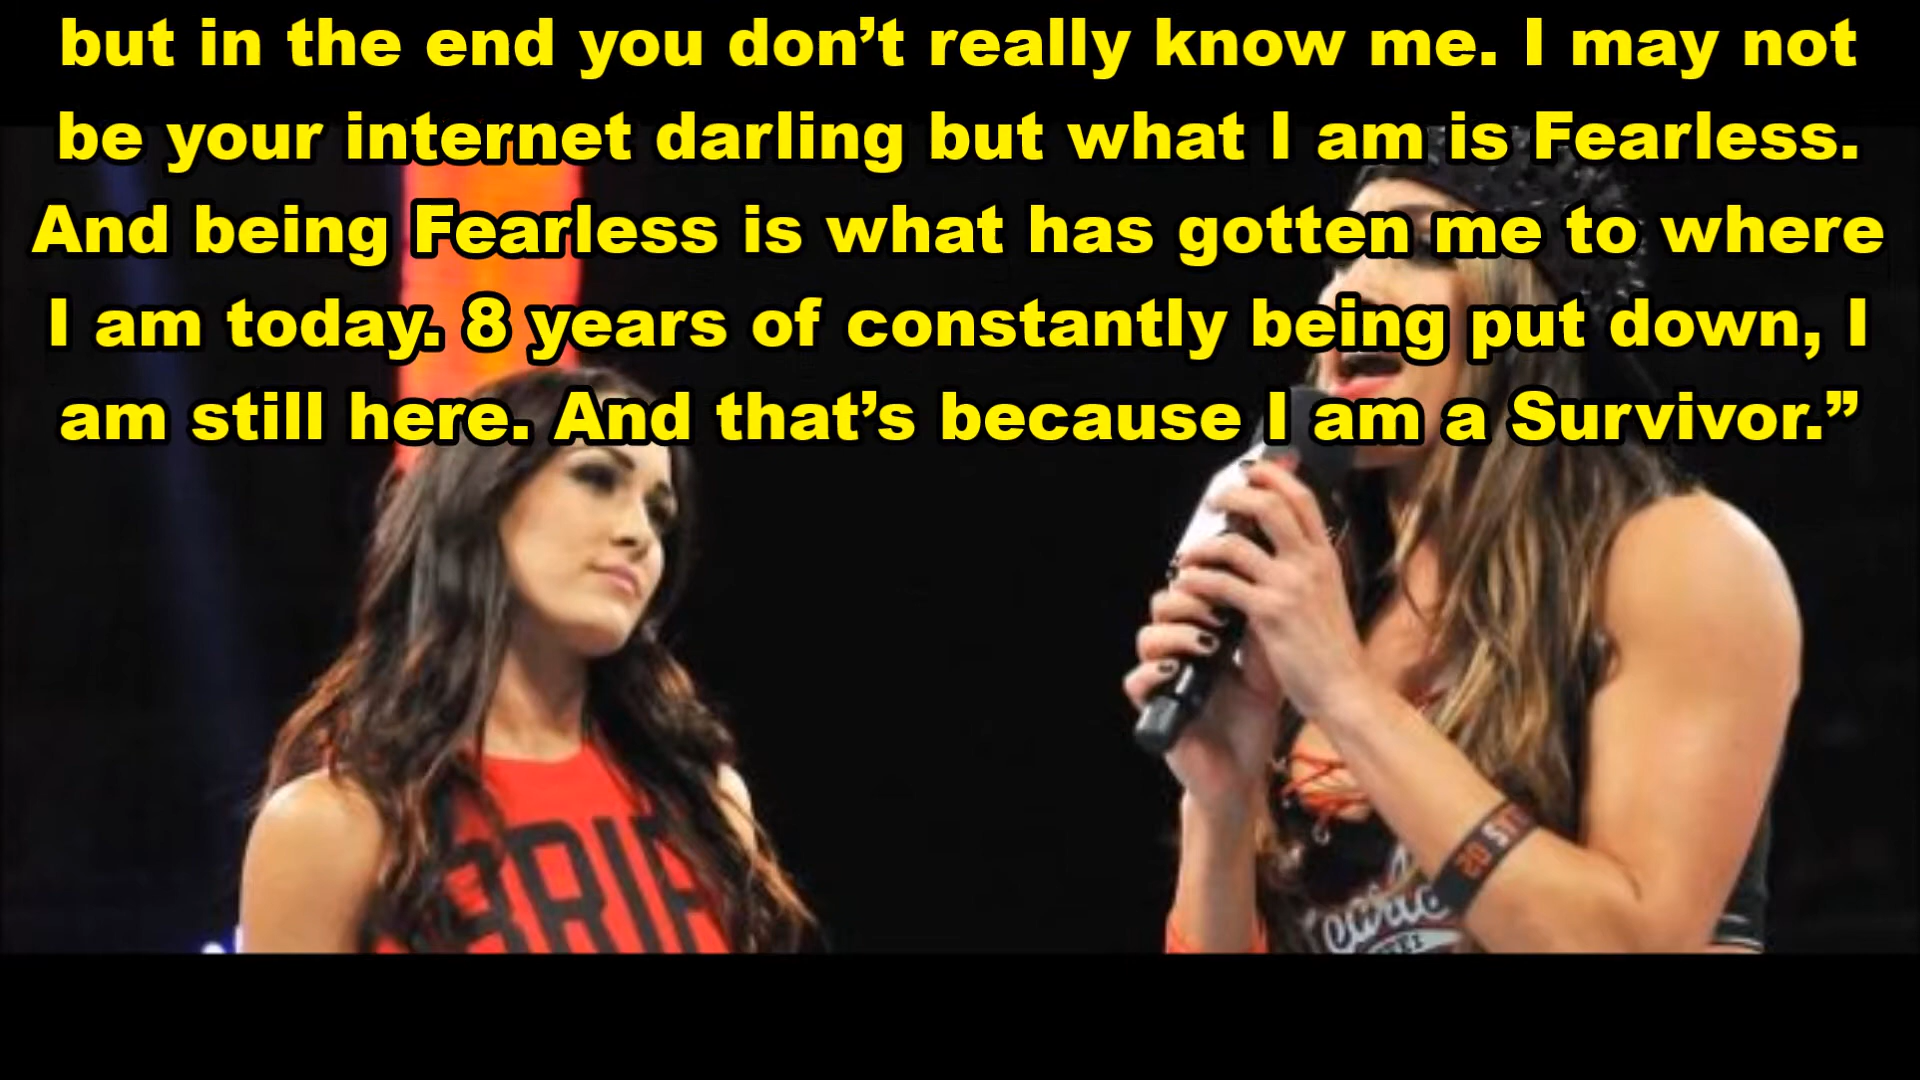 but in the end you don’t really know me. I may not
be your internet darling but what I am is Fearless.
And being Fearless is what has gotten me to where
I am today. 8 years of constantly being put down, I
am still here. And that’s because I am a Survivor.”
BRIE